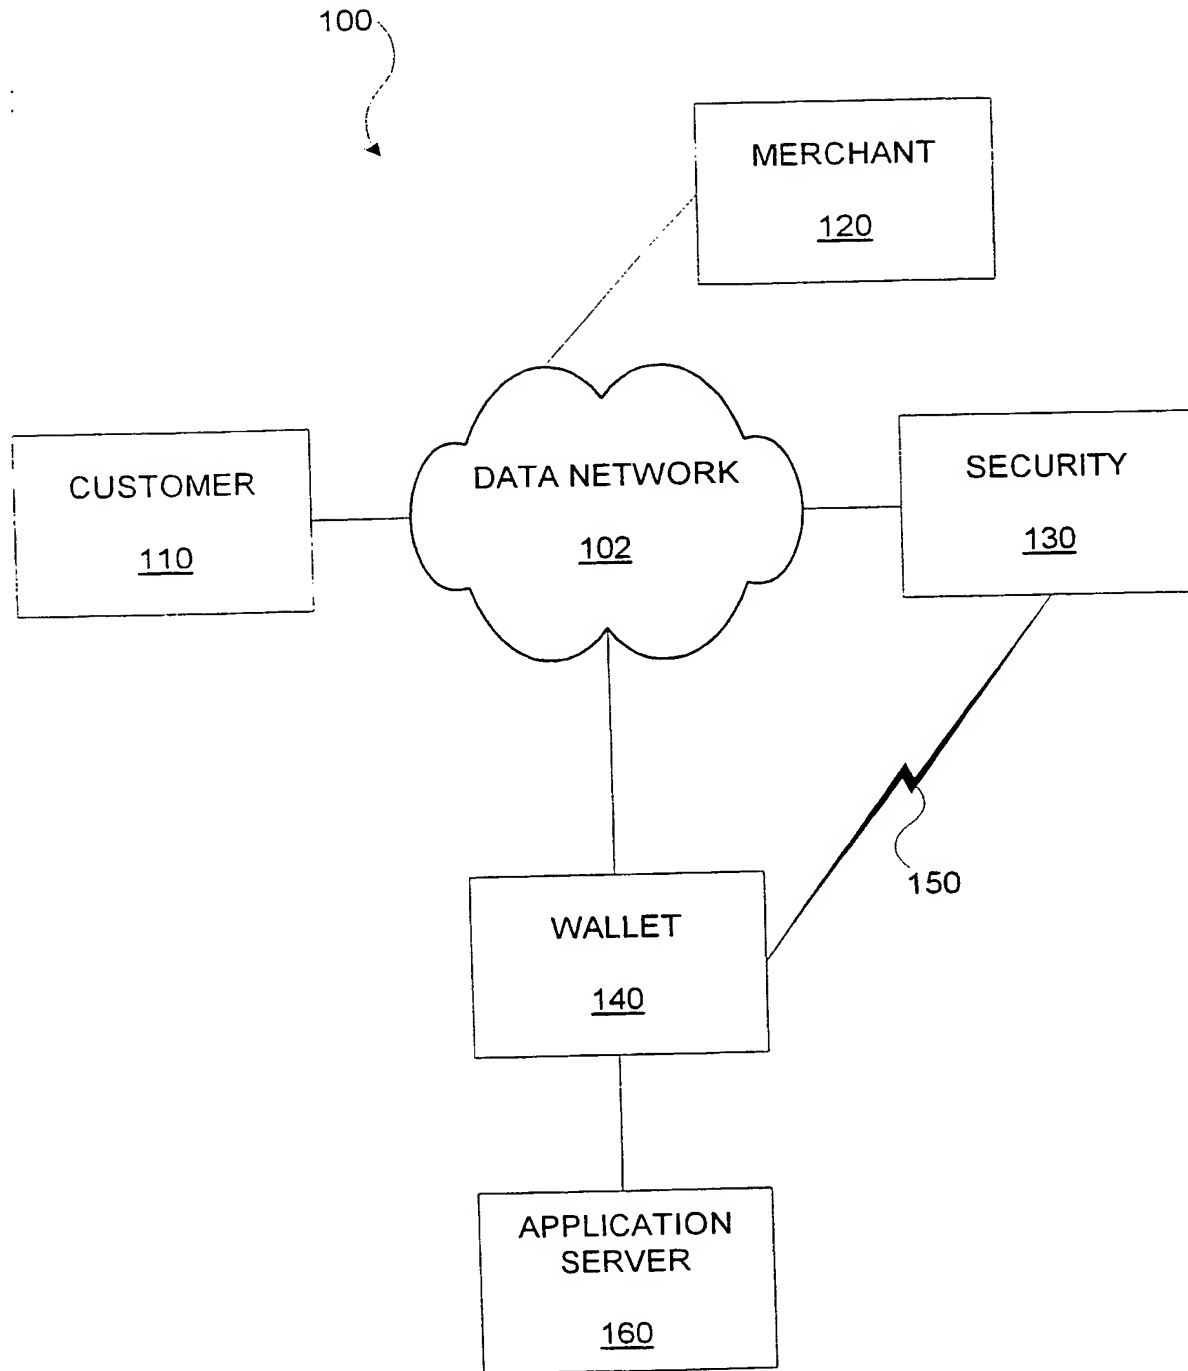 100
MERCHANT
120
CUSTOMER
110
DATA NETWORK
102
SECURITY
130
150
WALLET
140
APPLICATION
SERVER
160